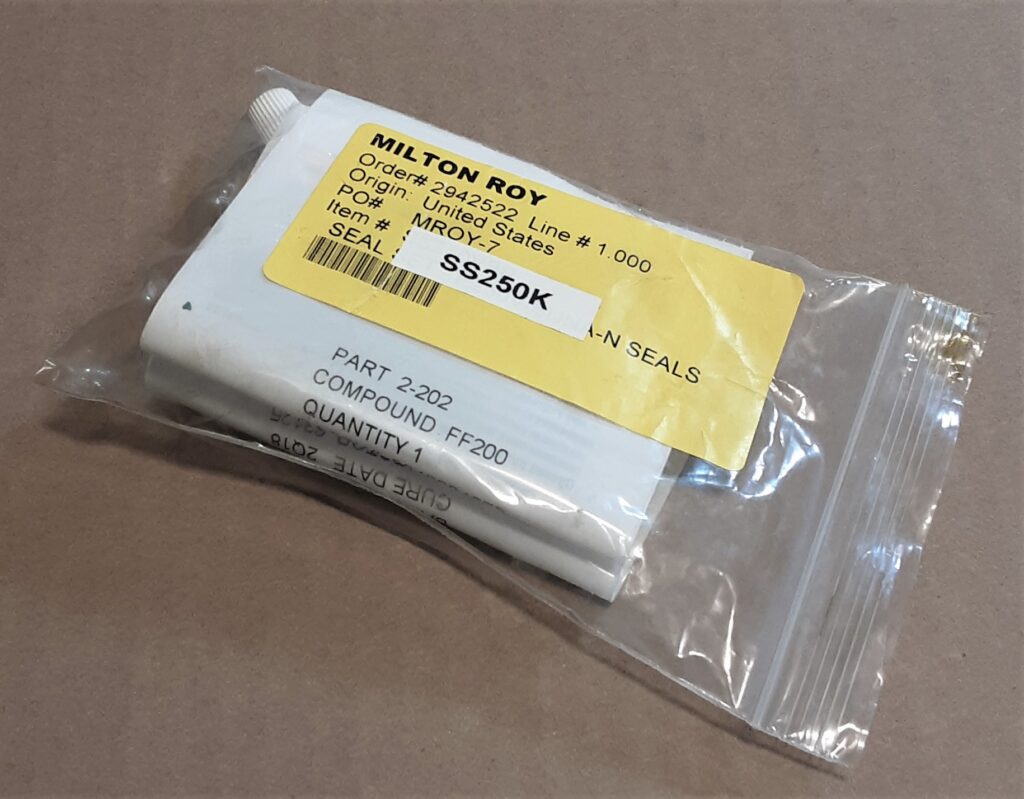 MILTON ROY
Order# 2942522 Line # 1.000
Origin: United States
PO# MROY-7
Item #
SEAL
SS250K
A-N SEALS
PART 2-202
COMPOUND FF200
QUANTITY 1
CURE DATE 2Q18